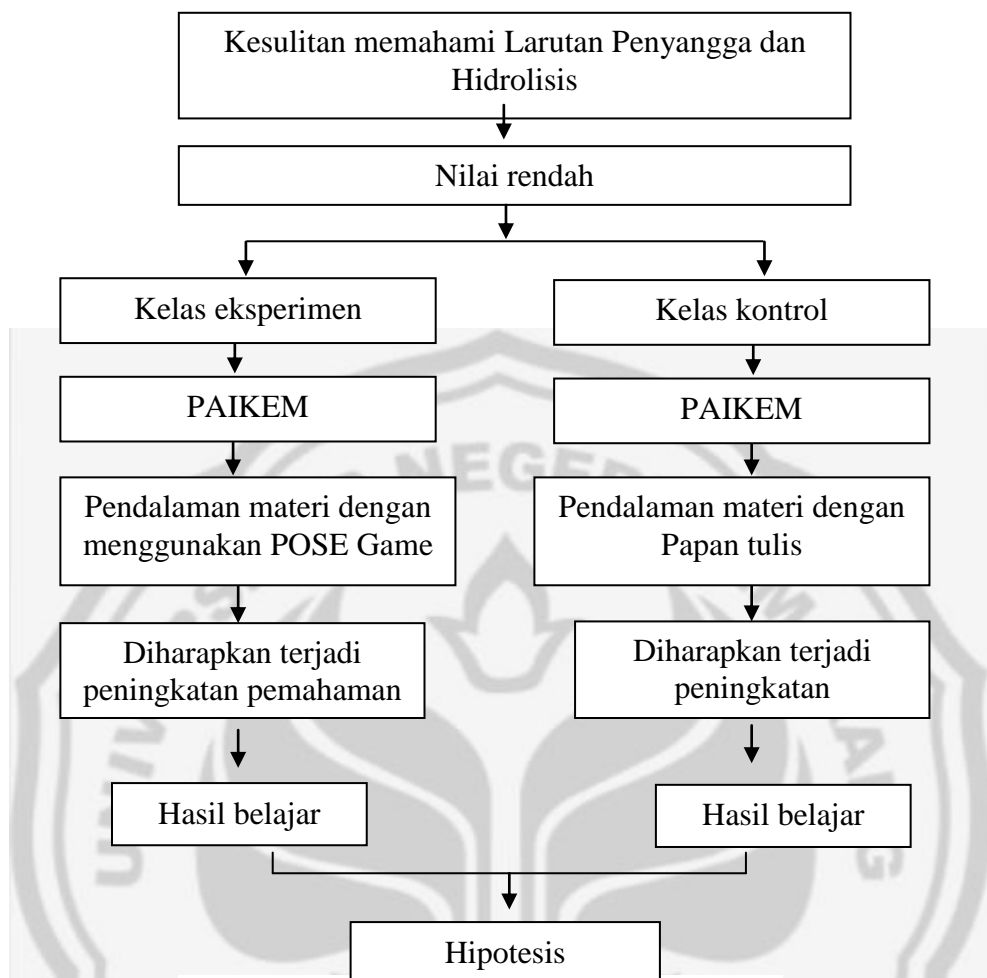 Kesulitan memahami Larutan Penyangga dan
Hidrolisis
Nilai rendah
Kelas eksperimen
Kelas kontrol
PAIKEM
PAIKEM
Pendalaman materi dengan
menggunakan POSE Game
Pendalaman materi dengan
Papan tulis
Diharapkan terjadi
peningkatan pemahaman
Diharapkan terjadi
peningkatan
Hasil belajar
Hasil belajar
Hipotesis